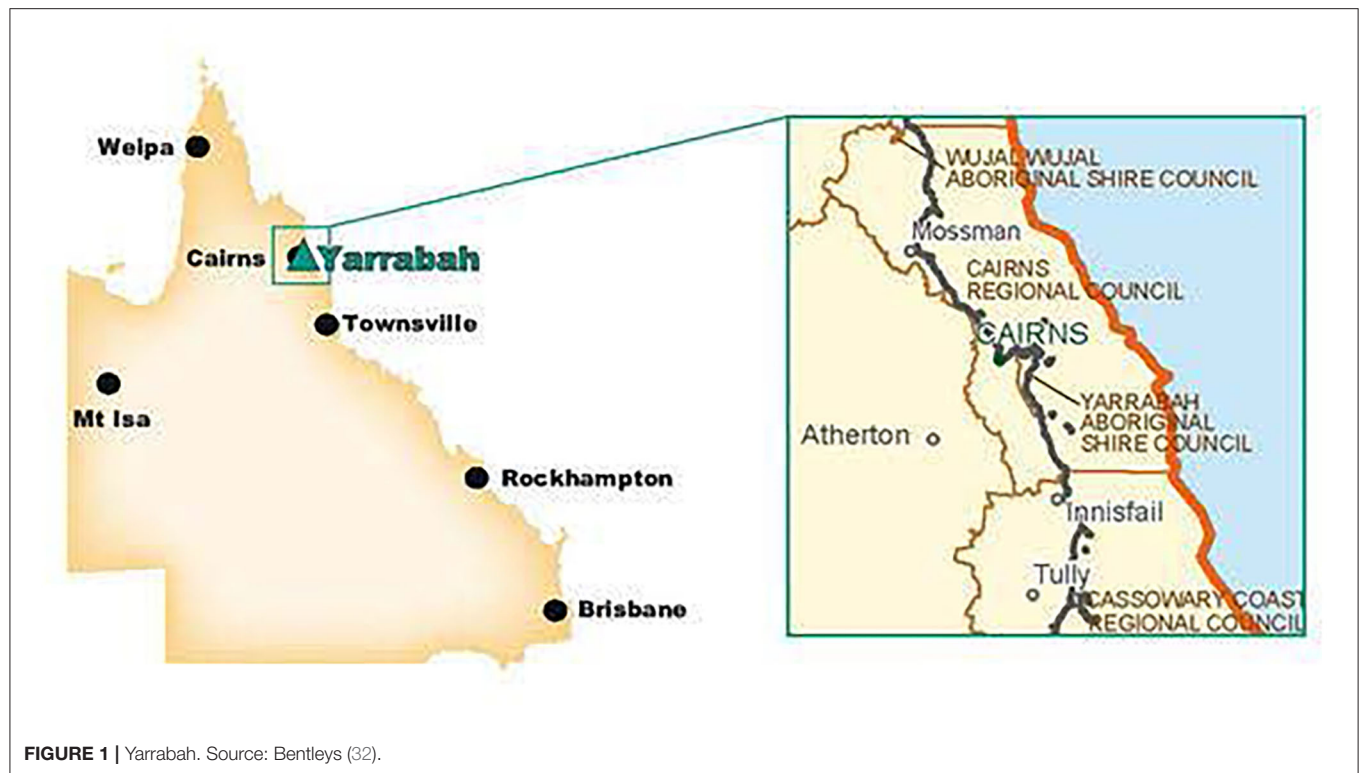 Weipa
Cairns
Yarrabah
Townsville
Mt Isa
Rockhampton
Brisbane
WUJAL WUJAL
ABORIGINAL SHIRE COUNCIL
Mossman
CAIRNS
REGIONAL COUNCIL
CAIRNS
YARRABAH
ABORIGINAL
SHIRE COUNCIL
Atherton
Innisfail
Tully
CASSOWARY COAST
REGIONAL COUNCIL
FIGURE 1 | Yarrabah. Source: Bentleys (32).